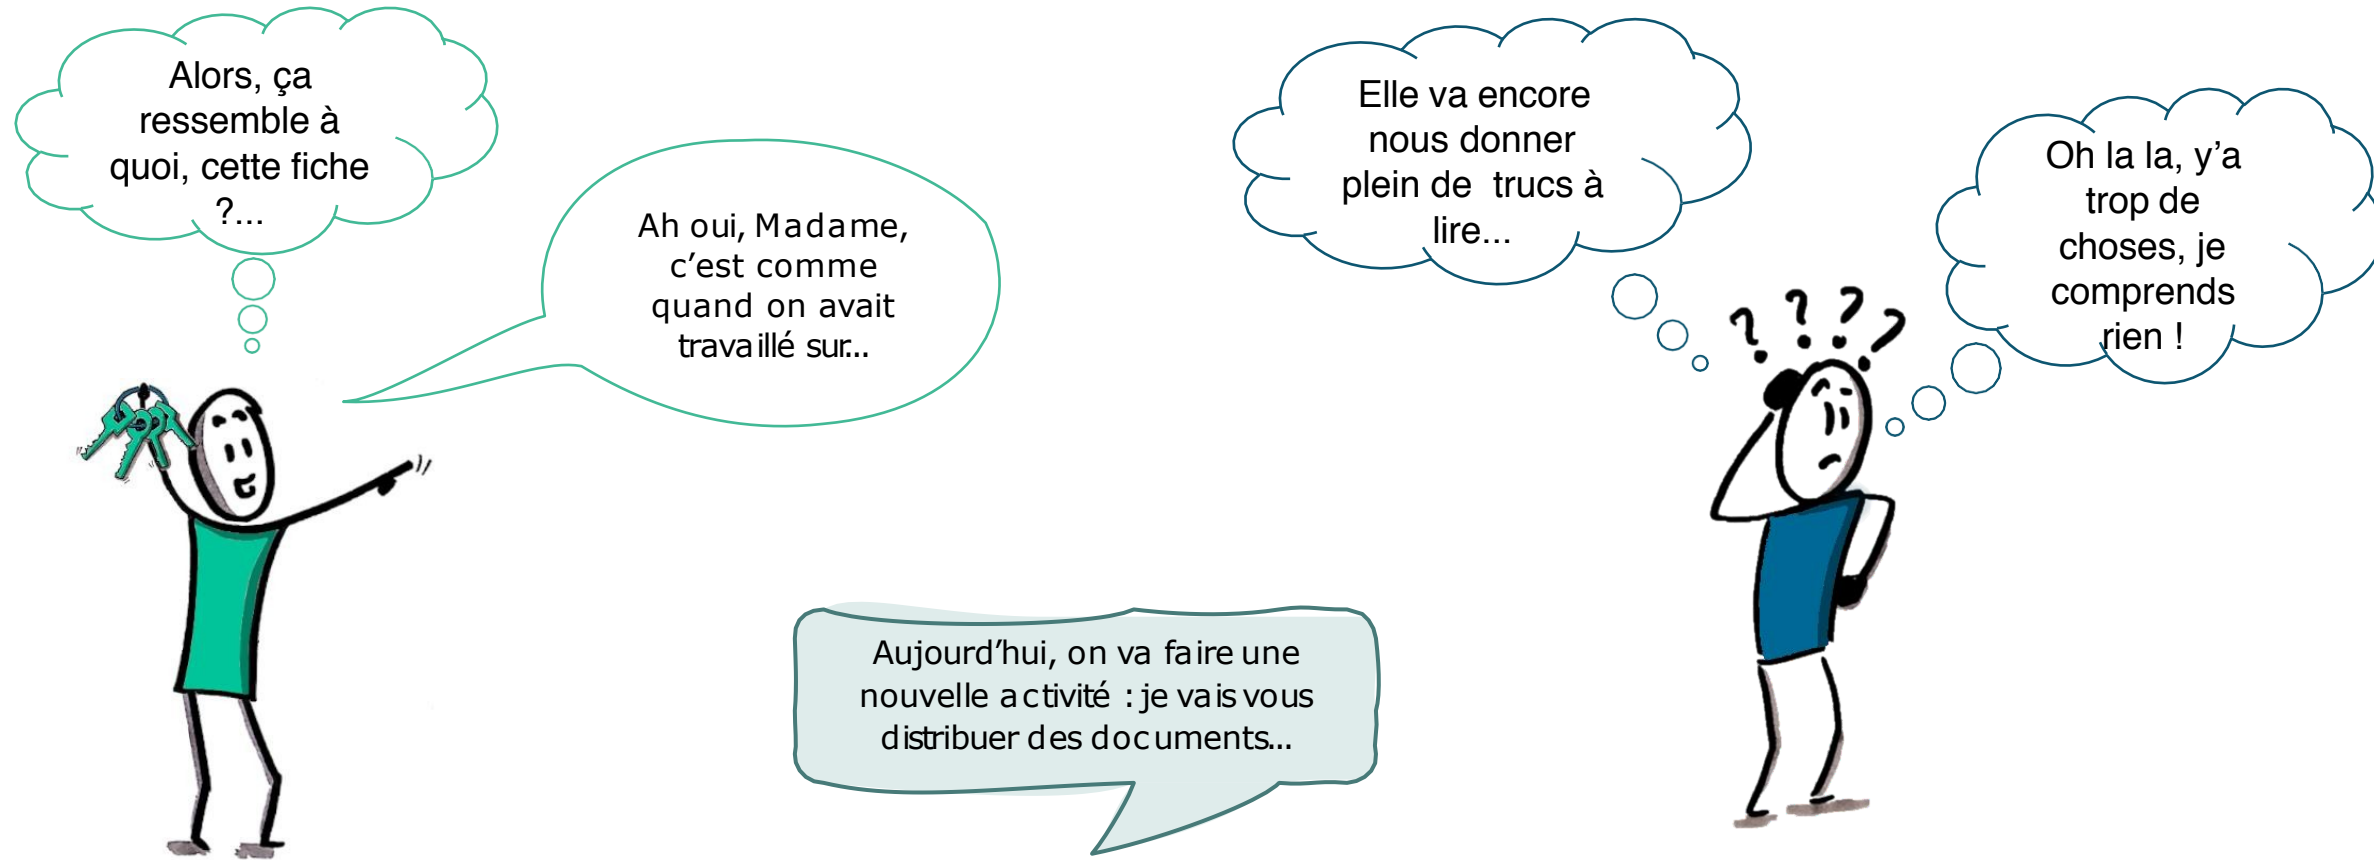 Alors, ça
ressemble à
quoi, cette fiche
?...
Ah oui, Madame,
c'est comme
quand on avait
travaillé sur...
Elle va encore
nous donner
plein de trucs à
lire...
Oh la la, y'a
trop de
choses, je
comprends
rien !
? ? ? ?
Aujourd'hui, on va faire une
nouvelle activité : je vais vous
distribuer des documents...